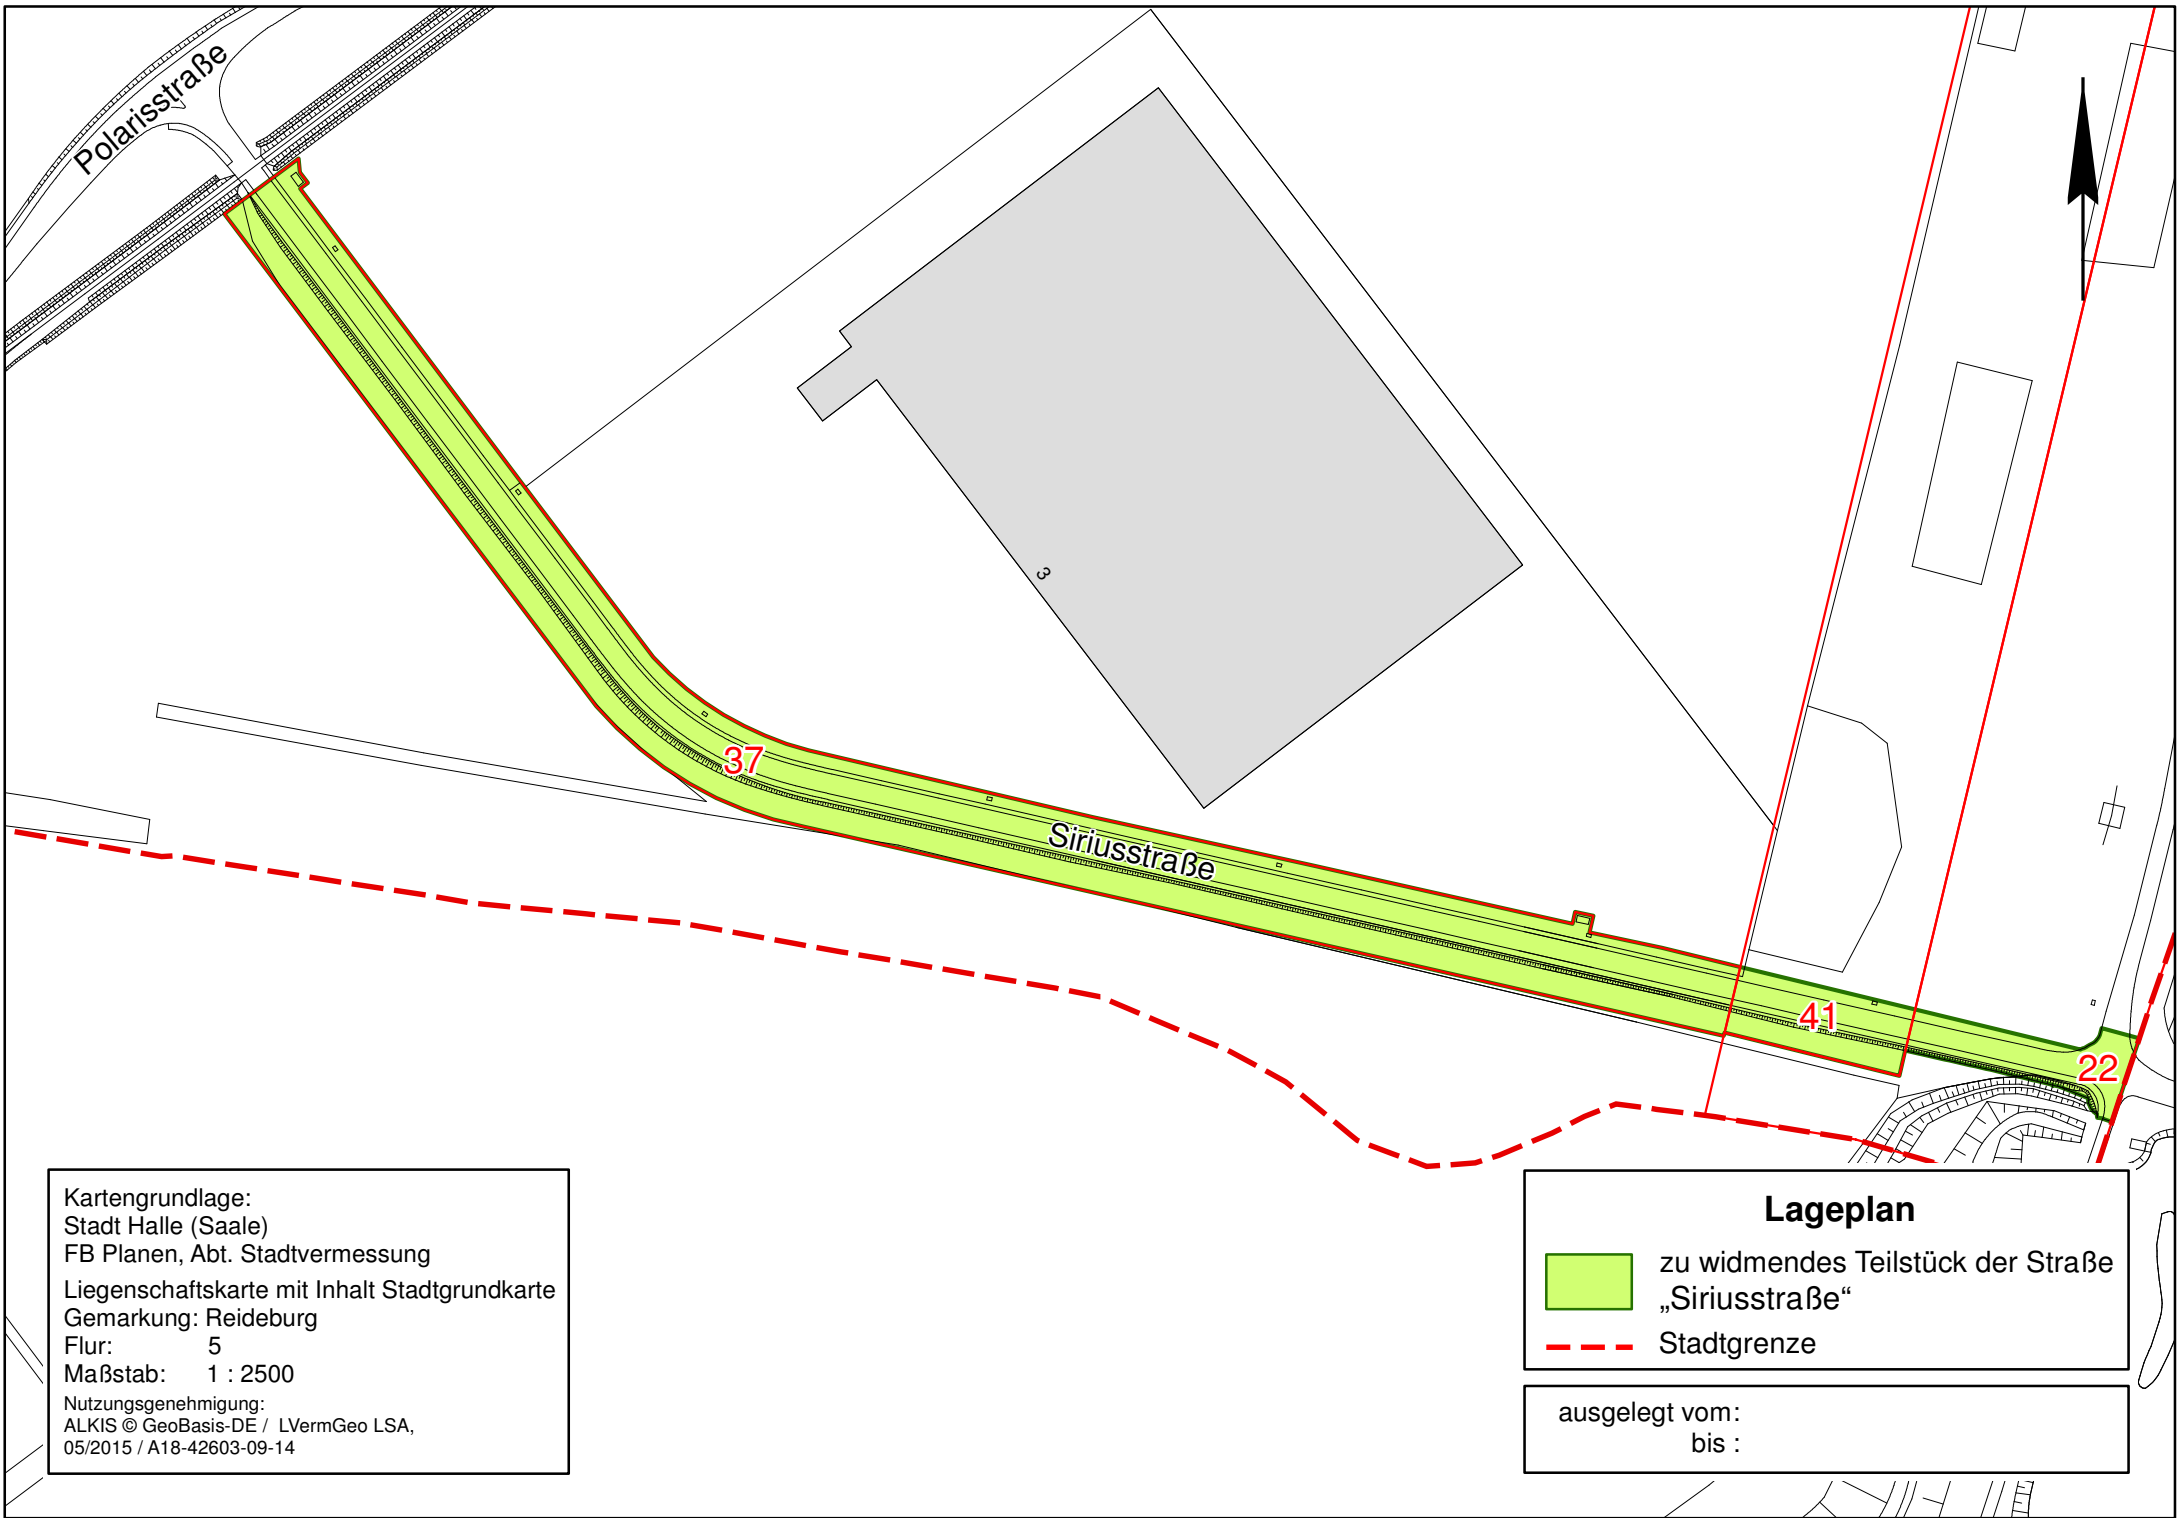 Polarisstraße
3
37
Siriusstraße
41
22
Kartengrundlage:
Stadt Halle (Saale)
FB Planen, Abt. Stadtvermessung
Liegenschaftskarte mit Inhalt Stadtgrundkarte
Gemarkung: Reideburg
Flur: 5
Maßstab: 1 : 2500
Nutzungsgenehmigung:
ALKIS © GeoBasis-DE / LVermGeo LSA,
05/2015 / A18-42603-09-14
Lageplan
zu widmendes Teilstück der Straße
„Siriusstraße“
Stadtgrenze
ausgelegt vom:
bis :